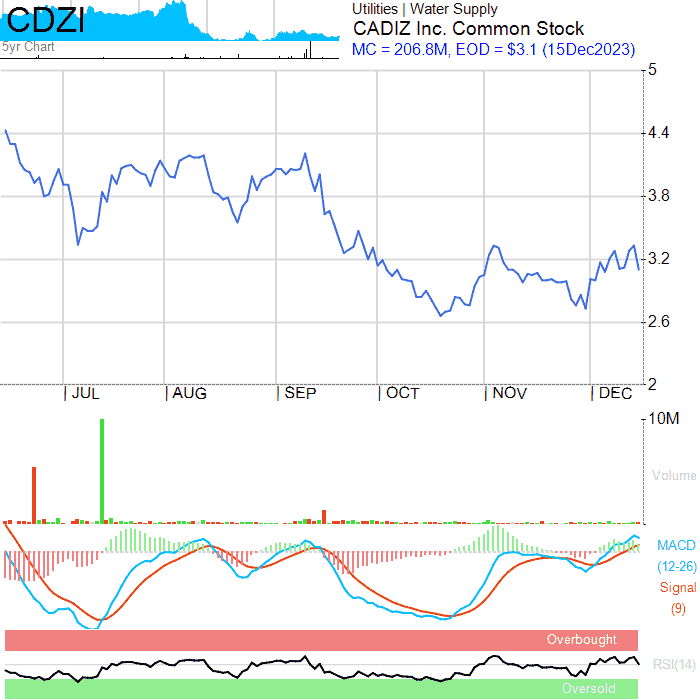 CDZI
5yr Chart
Utilities | Water Supply
CADIZ Inc. Common Stock
MC = 206.8M, EOD = $3.1 (15Dec2023)
5
4.4
3.8
3.2
2.6
2
JUL AUG SEP OCT NOV DEC
10M
Volume
MACD
(12-26)
Signal
(9)
Overbought
RSI(14)
Oversold